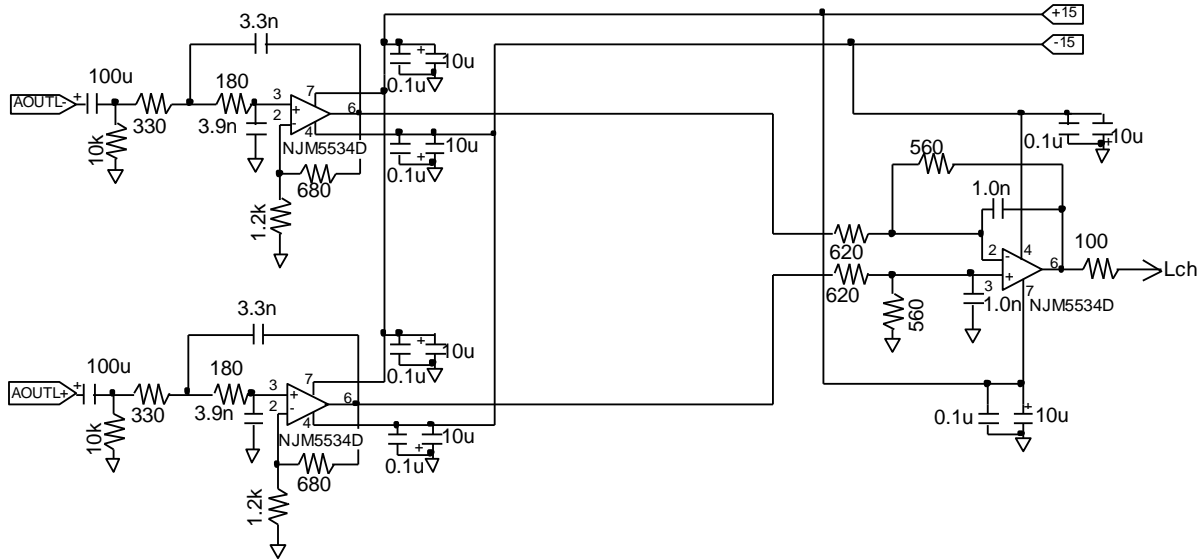 3.3n
+15
-15
100u
180
7
+
10u
0.1u
AOUTL-
+
330
3.9n
3
+
2
-
6
4
NJM5534D
10k
680
1.2k
+
10u
0.1u
0.1u
+
10u
560
1.0n
620
620
2
-
4
+
6
3
7
100
Lch
1.0n
NJM5534D
560
3.3n
100u
180
7
+
10u
0.1u
AOUTL+
+
330
3.9n
3
+
2
-
6
4
NJM5534D
10k
680
1.2k
+
10u
0.1u
0.1u
+
10u